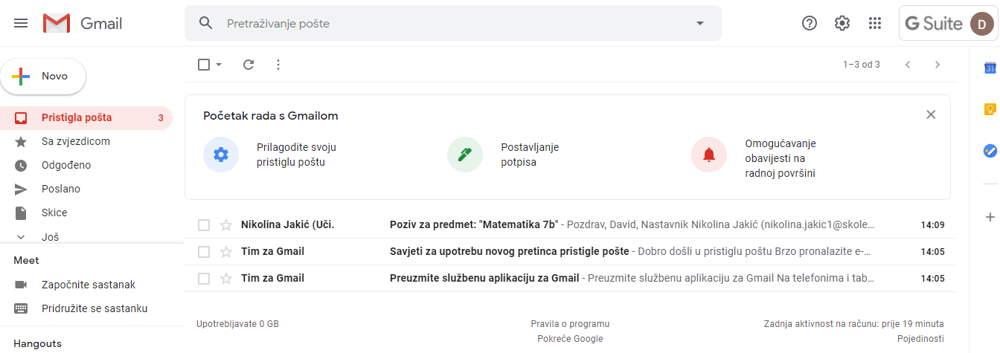 Gmail
Pretraživanje pošte
G Suite
D
Novo
1–3 od 3
31
Pristigla pošta 3
Sa zvjezdicom
Odgođeno
Poslano
Skice
Još
Početak rada s Gmailom
Prilagodite svoju
pristiglu poštu
Postavljanje
potpisa
Omogućavanje
obavijesti na
radnoj površini
Nikolina Jakić (Uči. Poziv za predmet: "Matematika 7b" - Pozdrav, David, Nastavnik Nikolina Jakić (nikolina.jakic1@skole… 14:09
Tim za Gmail Savjeti za upotrebu novog pretinca pristigle pošte - Dobro došli u pristiglu poštu Brzo pronalazite e-… 14:05
Tim za Gmail Preuzmite službenu aplikaciju za Gmail - Preuzmite službenu aplikaciju za Gmail Na telefonima i tab… 14:05
Meet
Započnite sastanak
Pridružite se sastanku
Hangouts
Upotrebljavate 0 GB
Pravila o programu
Pokreće Google
Zadnja aktivnost na računu: prije 19 minuta
Pojedinosti